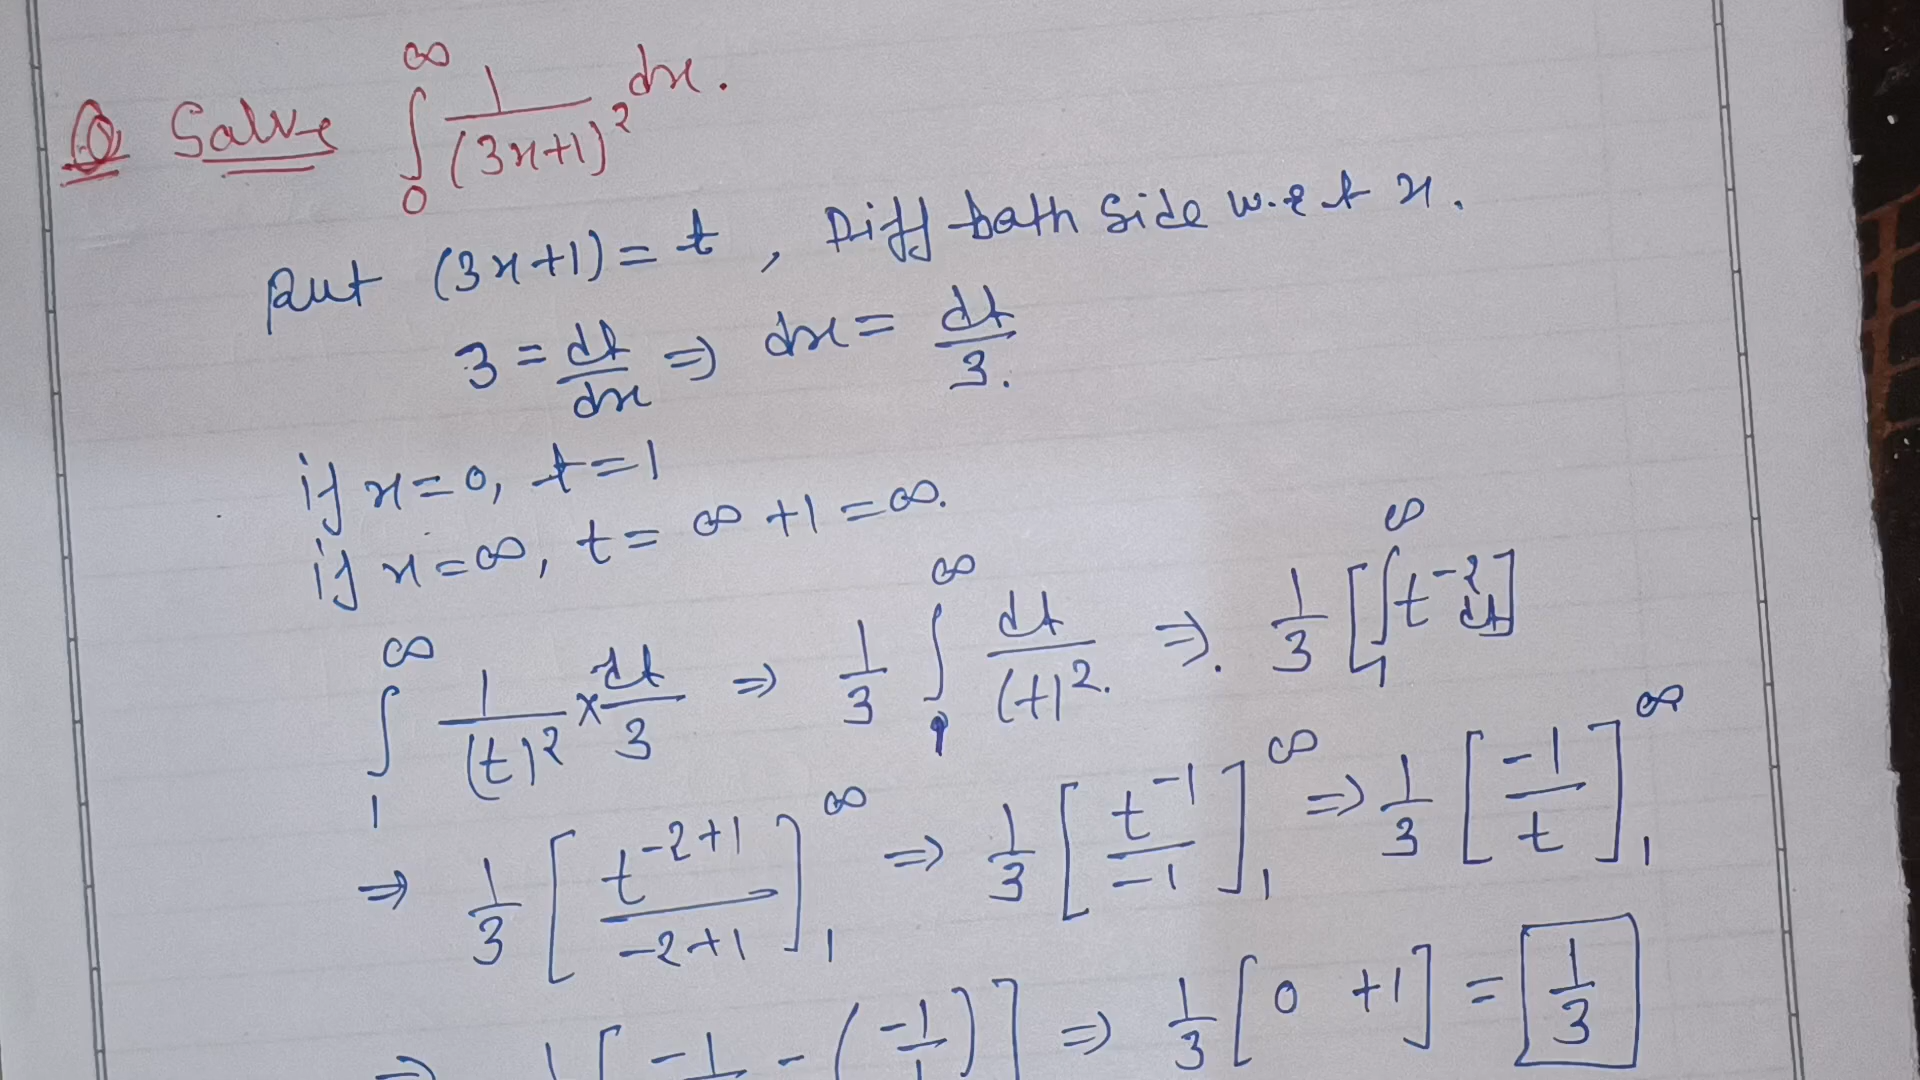 Q Solve ∫₀^∞ 1/(3x+1)² dx.
Put (3x+1) = t , Diff both side w.r.t x.
3 = dt/dx ⇒ dx = dt/3.
if x=0, t=1
if x=∞, t= ∞ +1 =∞.
∫₁^∞ 1/(t)² × dt/3 ⇒ 1/3 ∫₁^∞ dt/(t)². ⇒. 1/3 [∫₁^∞ t⁻² dt]
⇒ 1/3 [t^(-2+1)/(-2+1)]₁^∞ ⇒ 1/3 [t⁻¹/-1]₁^∞ ⇒ 1/3 [-1/t]₁^∞
⇒ [-1 - (-1)] ⇒ 1/3 [0 +1] = 1/3